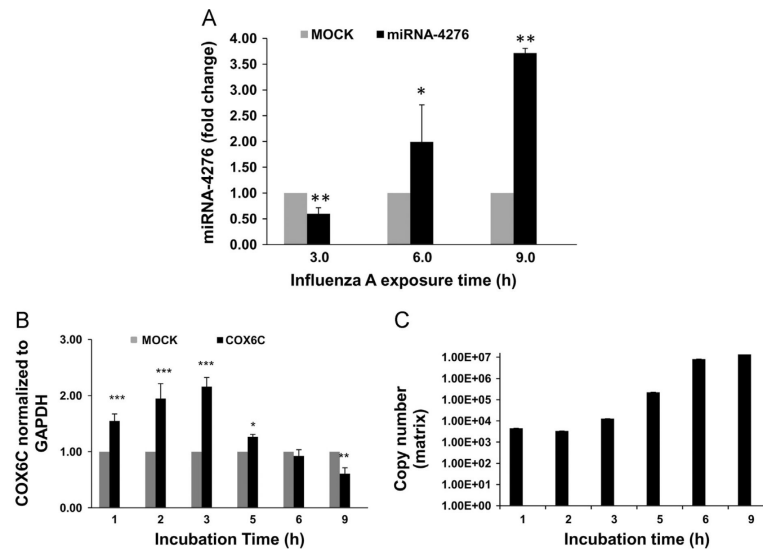 A
MOCK miRNA-4276
miRNA-4276 (fold change)
4.00
3.50
3.00
2.50
2.00
1.50
1.00
0.50
0.00
**
*
**
3.0 6.0 9.0
Influenza A exposure time (h)
B
MOCK COX6C
COX6C normalized to
GAPDH
3.00
2.00
1.00
0.00
***
***
***
*
**
1 2 3 5 6 9
Incubation Time (h)
C
Copy number
(matrix)
1.00E+07
1.00E+06
1.00E+05
1.00E+04
1.00E+03
1.00E+02
1.00E+01
1.00E+00
1 2 3 5 6 9
Incubation time (h)